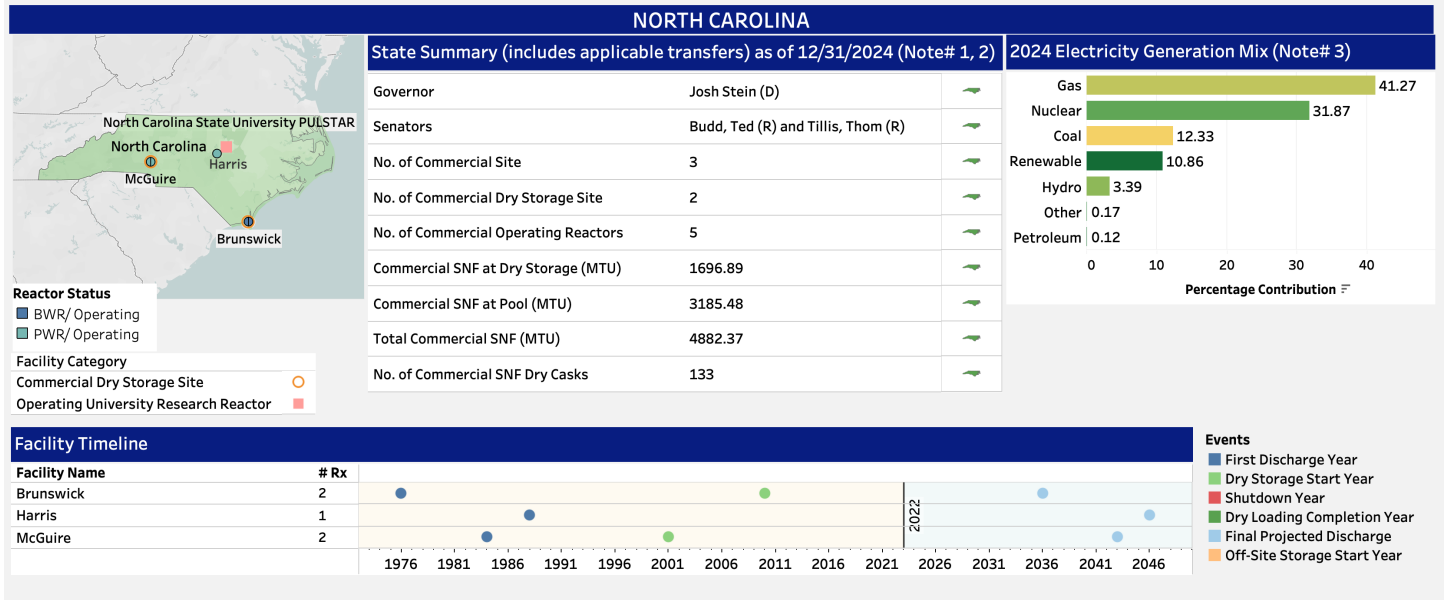 NORTH CAROLINA
North Carolina State University PULSTAR
North Carolina
Harris
McGuire
Brunswick
Reactor Status
BWR/ Operating
PWR/ Operating
Facility Category
Commercial Dry Storage Site
Operating University Research Reactor
State Summary (includes applicable transfers) as of 12/31/2024 (Note# 1, 2)
Governor Josh Stein (D)
Senators Budd, Ted (R) and Tillis, Thom (R)
No. of Commercial Site 3
No. of Commercial Dry Storage Site 2
No. of Commercial Operating Reactors 5
Commercial SNF at Dry Storage (MTU) 1696.89
Commercial SNF at Pool (MTU) 3185.48
Total Commercial SNF (MTU) 4882.37
No. of Commercial SNF Dry Casks 133
2024 Electricity Generation Mix (Note# 3)
Gas 41.27
Nuclear 31.87
Coal 12.33
Renewable 10.86
Hydro 3.39
Other 0.17
Petroleum 0.12
0 10 20 30 40
Percentage Contribution
Facility Timeline
Facility Name # Rx
Brunswick 2
Harris 1
McGuire 2
2022
1976 1981 1986 1991 1996 2001 2006 2011 2016 2021 2026 2031 2036 2041 2046
Events
First Discharge Year
Dry Storage Start Year
Shutdown Year
Dry Loading Completion Year
Final Projected Discharge
Off-Site Storage Start Year